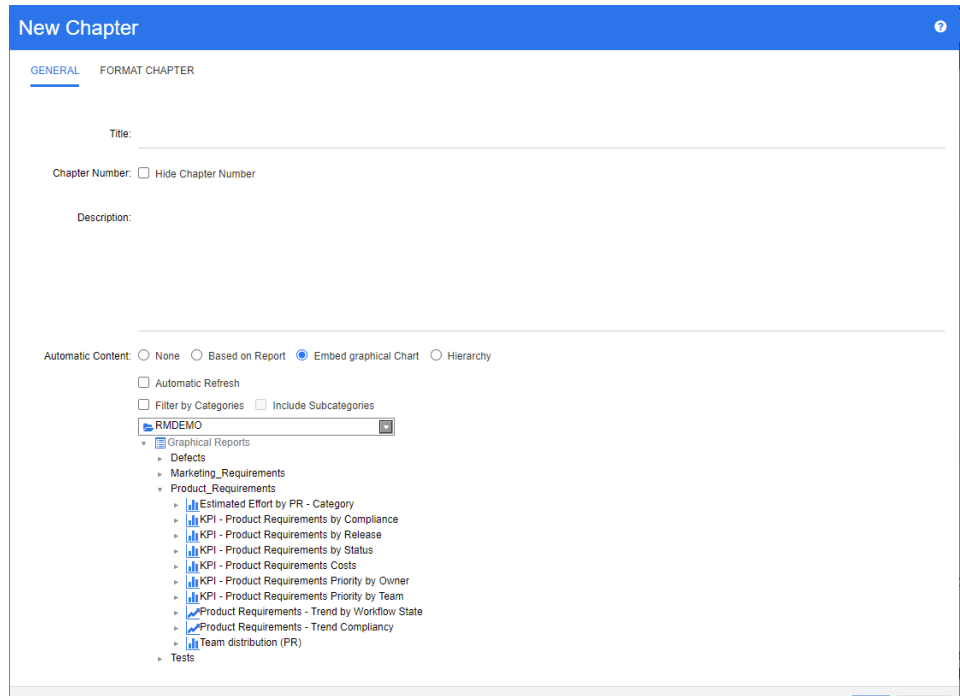 New Chapter
GENERAL FORMAT CHAPTER
Title:
Chapter Number: Hide Chapter Number
Description:
Automatic Content: None Based on Report Embed graphical Chart Hierarchy
Automatic Refresh
Filter by Categories Include Subcategories
RMDEMO
Graphical Reports
Defects
Marketing_Requirements
Product_Requirements
Estimated Effort by PR - Category
KPI - Product Requirements by Compliance
KPI - Product Requirements by Release
KPI - Product Requirements by Status
KPI - Product Requirements Costs
KPI - Product Requirements Priority by Owner
KPI - Product Requirements Priority by Team
Product Requirements - Trend by Workflow State
Product Requirements - Trend Compliancy
Team distribution (PR)
Tests